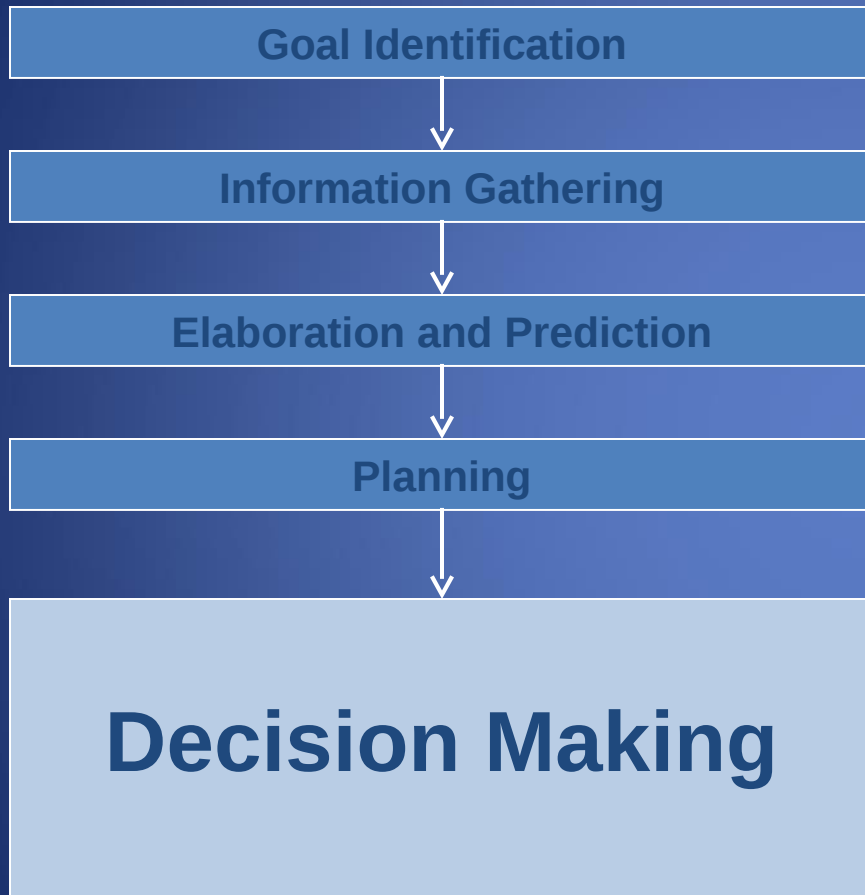 Goal Identification
Information Gathering
Elaboration and Prediction
Planning
Decision Making